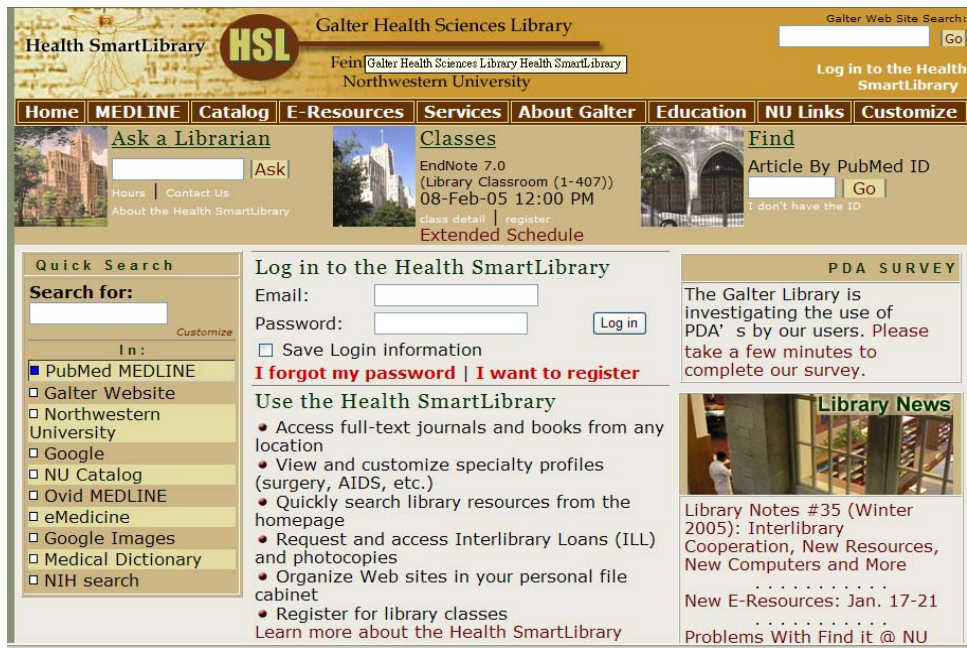 Health SmartLibrary
HSL
Galter Health Sciences Library
Fein
Galter Health Sciences Library Health SmartLibrary
Northwestern University
Galter Web Site Search:
Go
Log in to the Health
SmartLibrary
Home MEDLINE Catalog E-Resources Services About Galter Education NU Links Customize
Ask a Librarian
Ask
Hours | Contact Us
About the Health SmartLibrary
Classes
EndNote 7.0
(Library Classroom (1-407))
08-Feb-05 12:00 PM
class detail | register
Extended Schedule
Find
Article By PubMed ID
Go
I don't have the ID
Quick Search
Search for:
Customize
In:
PubMed MEDLINE
Galter Website
Northwestern
University
Google
NU Catalog
Ovid MEDLINE
eMedicine
Google Images
Medical Dictionary
NIH search
Log in to the Health SmartLibrary
Email:
Password:
Log in
Save Login information
I forgot my password | I want to register
Use the Health SmartLibrary
• Access full-text journals and books from any
location
• View and customize specialty profiles
(surgery, AIDS, etc.)
• Quickly search library resources from the
homepage
• Request and access Interlibrary Loans (ILL)
and photocopies
• Organize Web sites in your personal file
cabinet
• Register for library classes
Learn more about the Health SmartLibrary
PDA SURVEY
The Galter Library is
investigating the use of
PDA's by our users. Please
take a few minutes to
complete our survey.
Library News
Library Notes #35 (Winter
2005): Interlibrary
Cooperation, New Resources,
New Computers and More
. . . . . . . . . . .
New E-Resources: Jan. 17-21
. . . . . . . . . . .
Problems With Find it @ NU